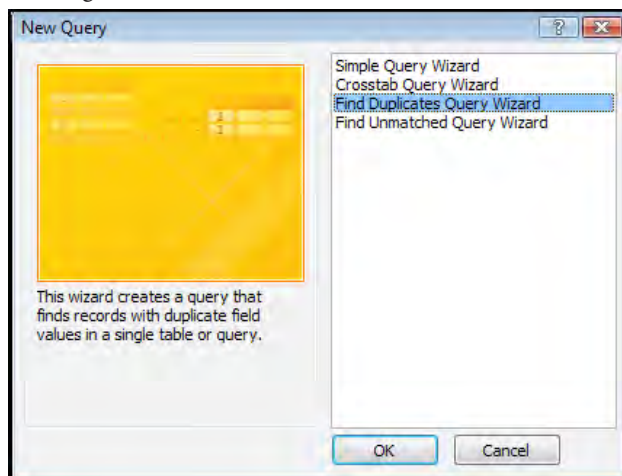 New Query
Simple Query Wizard
Crosstab Query Wizard
Find Duplicates Query Wizard
Find Unmatched Query Wizard
This wizard creates a query that
finds records with duplicate field
values in a single table or query.
OK
Cancel